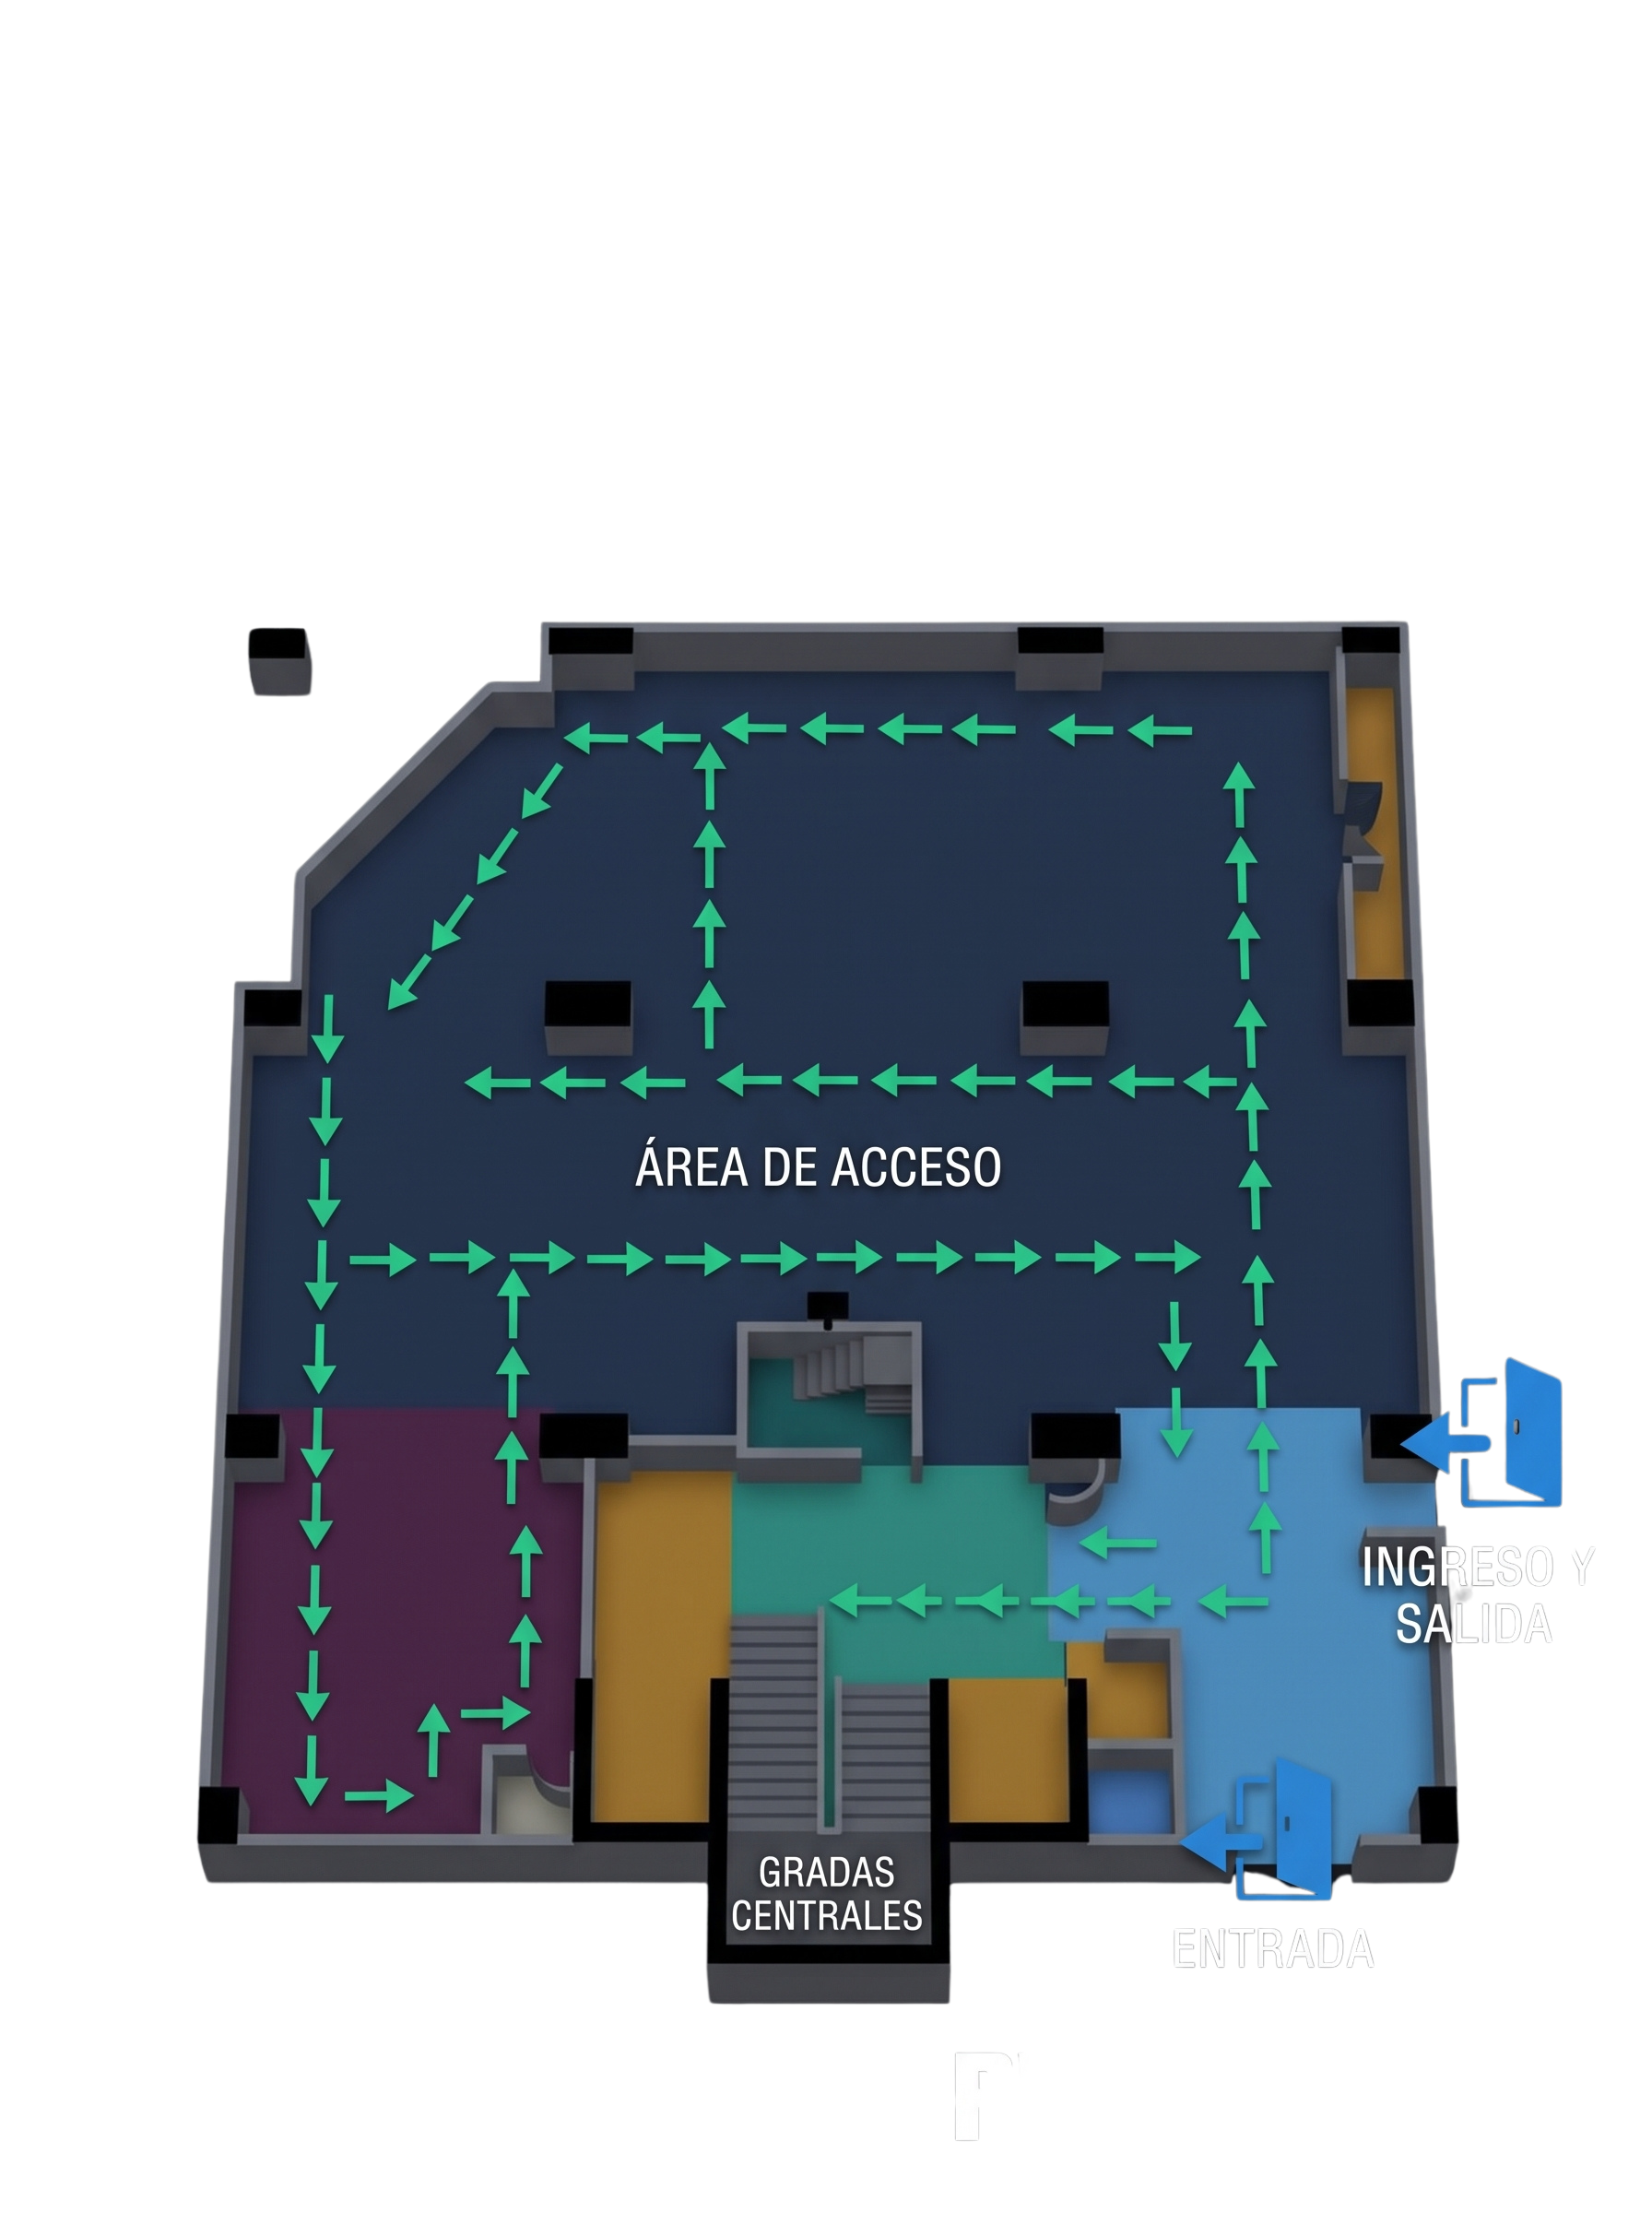 ÁREA DE ACCESO
INGRESO Y
SALIDA
GRADAS
CENTRALES
ENTRADA